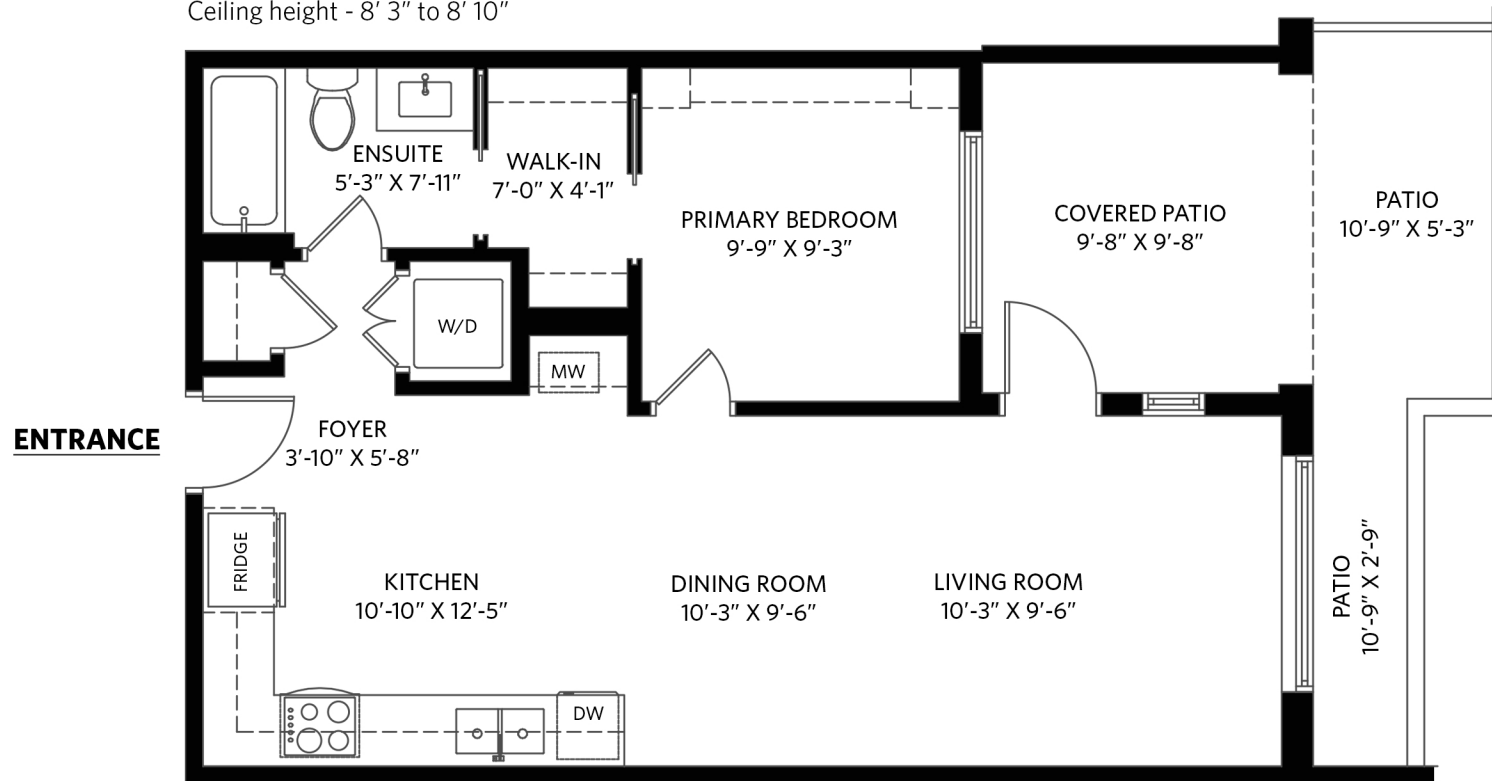 Ceiling height - 8’ 3” to 8’ 10”
ENSUITE
5’-3” X 7’-11”
WALK-IN
7’-0” X 4’-1”
PRIMARY BEDROOM
9’-9” X 9’-3”
COVERED PATIO
9’-8” X 9’-8”
PATIO
10’-9” X 5’-3”
W/D
MW
ENTRANCE
FOYER
3’-10” X 5’-8”
FRIDGE
KITCHEN
10’-10” X 12’-5”
DINING ROOM
10’-3” X 9’-6”
LIVING ROOM
10’-3” X 9’-6”
PATIO
10’-9” X 2’-9”
DW